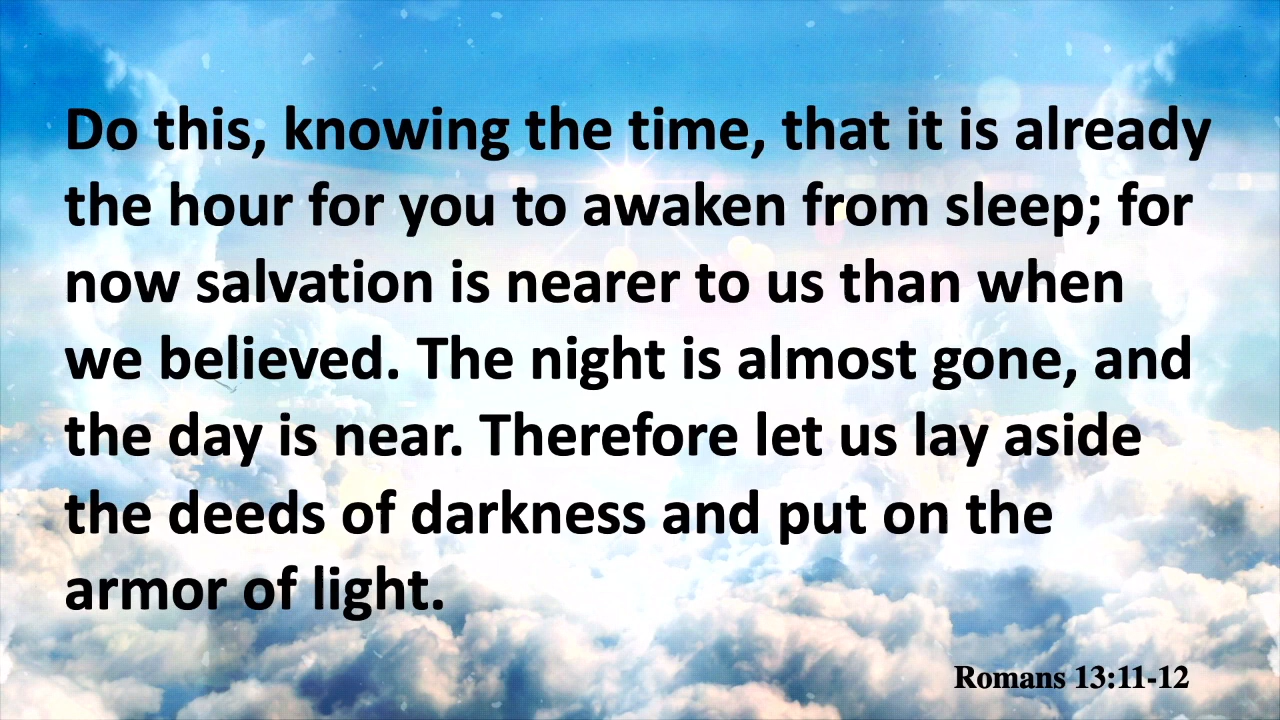 Do this, knowing the time, that it is already
the hour for you to awaken from sleep; for
now salvation is nearer to us than when
we believed. The night is almost gone, and
the day is near. Therefore let us lay aside
the deeds of darkness and put on the
armor of light.
Romans 13:11-12